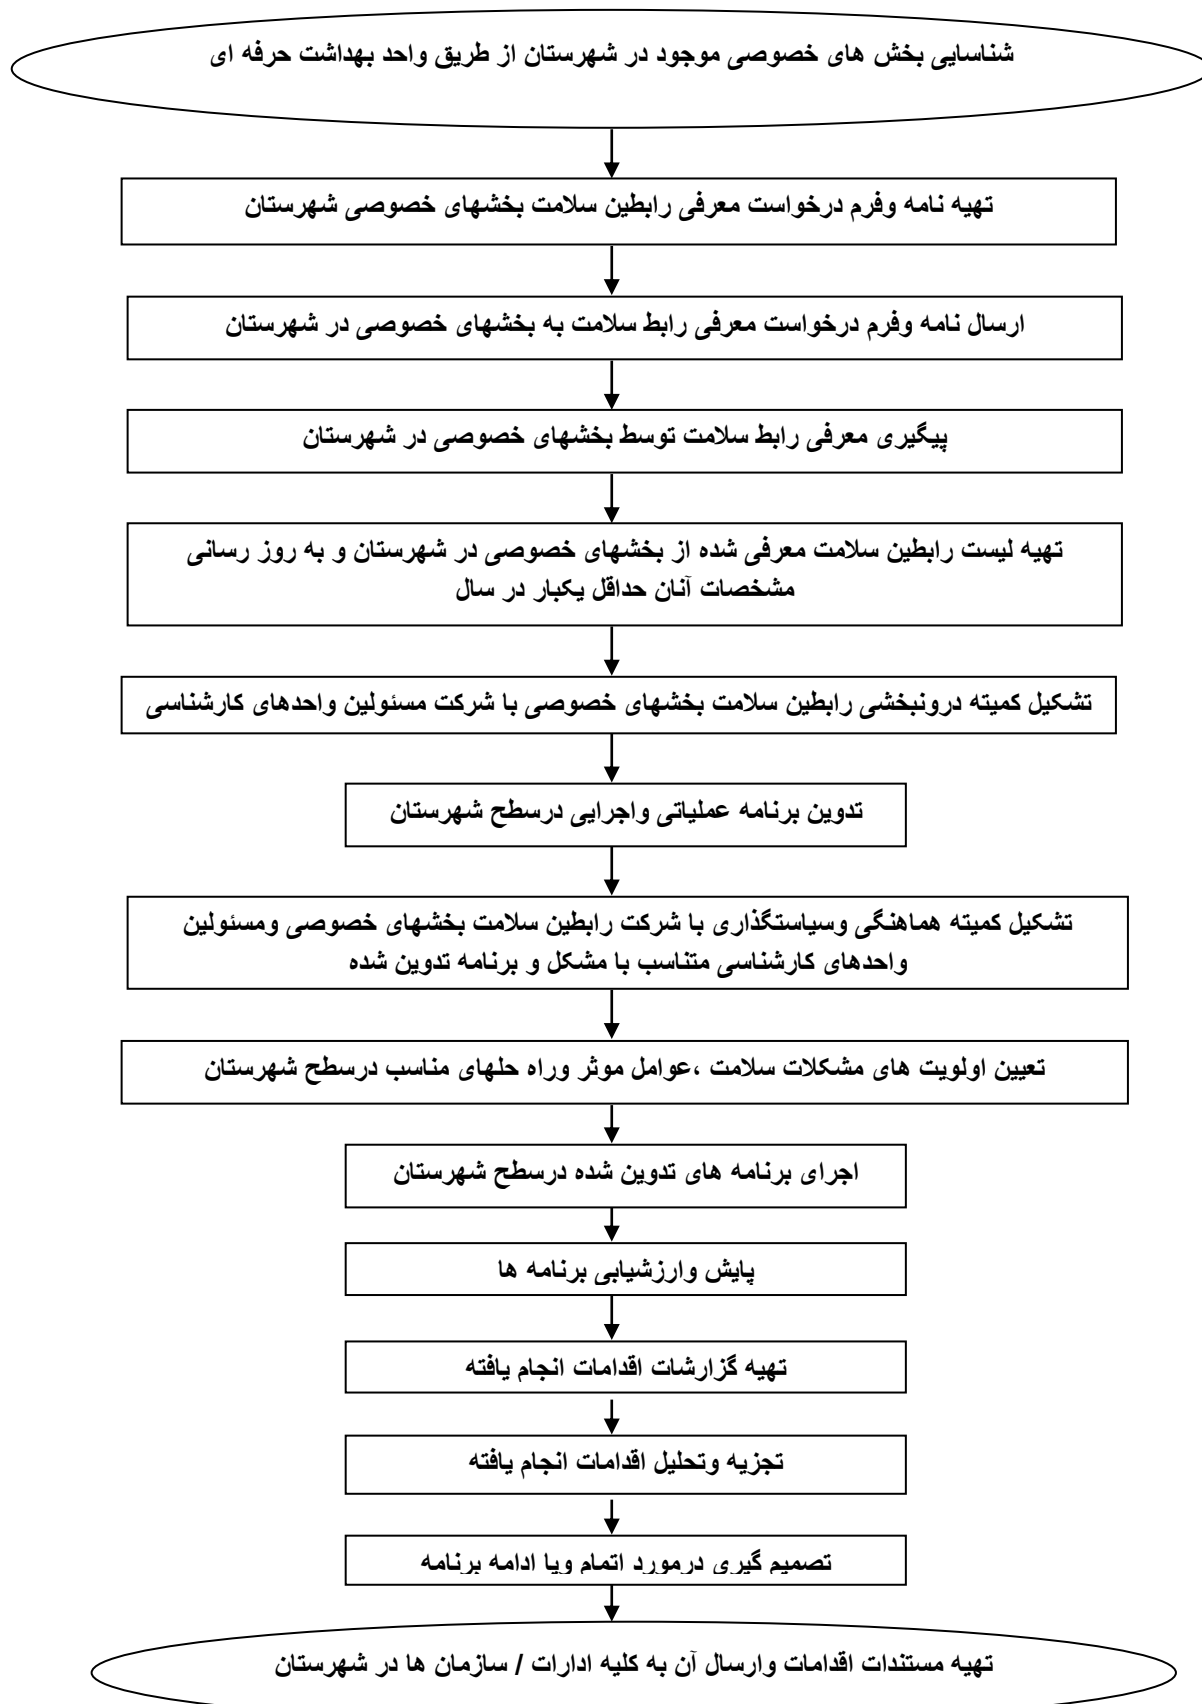 شناسایی بخش های خصوصی موجود در شهرستان از طریق واحد بهداشت حرفه ای
تهیه نامه وفرم درخواست معرفی رابطین سلامت بخشهای خصوصی شهرستان
ارسال نامه وفرم درخواست معرفی رابط سلامت به بخشهای خصوصی در شهرستان
پیگیری معرفی رابط سلامت توسط بخشهای خصوصی در شهرستان
تهیه لیست رابطین سلامت معرفی شده از بخشهای خصوصی در شهرستان و به روز رسانی
مشخصات آنان حداقل یکبار در سال
تشکیل کمیته درونبخشی رابطین سلامت بخشهای خصوصی با شرکت مسئولین واحدهای کارشناسی
تدوین برنامه عملیاتی واجرایی درسطح شهرستان
تشکیل کمیته هماهنگی وسیاستگذاری با شرکت رابطین سلامت بخشهای خصوصی ومسئولین
واحدهای کارشناسی متناسب با مشکل و برنامه تدوین شده
تعیین اولویت های مشکلات سلامت ،عوامل موثر وراه حلهای مناسب درسطح شهرستان
اجرای برنامه های تدوین شده درسطح شهرستان
پایش وارزشیابی برنامه ها
تهیه گزارشات اقدامات انجام یافته
تجزیه وتحلیل اقدامات انجام یافته
تصمیم گیری درمورد اتمام ویا ادامه برنامه
تهیه مستندات اقدامات وارسال آن به کلیه ادارات / سازمان ها در شهرستان